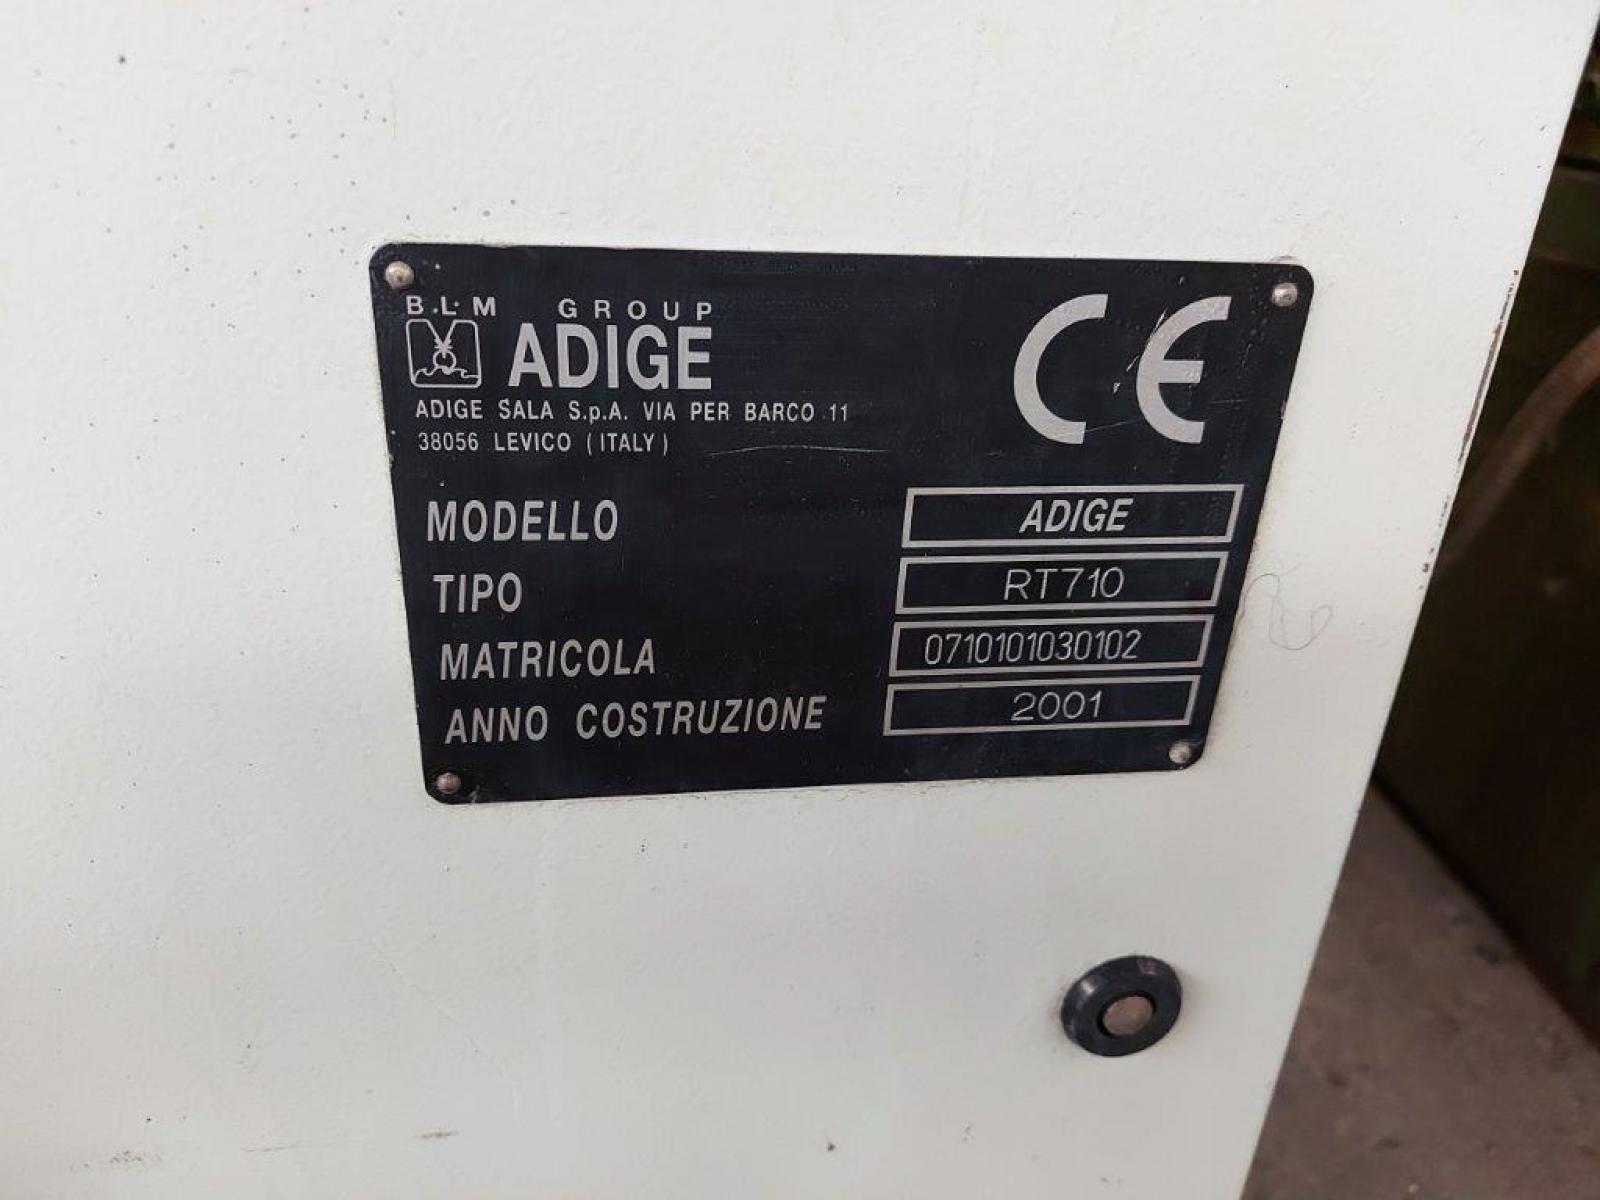 B.L.M GROUP
ADIGE
ADIGE SALA S.p.A. VIA PER BARCO 11
38056 LEVICO (ITALY)
CE
MODELLO ADIGE
TIPO RT710
MATRICOLA 0710101030102
ANNO COSTRUZIONE 2001